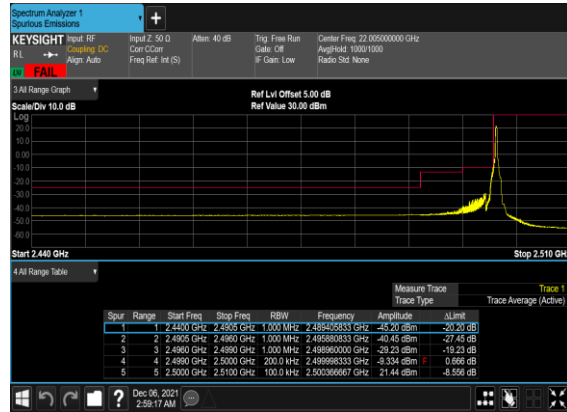 Spectrum Analyzer 1
Spurious Emissions
KEYSIGHT Input: RF Input Z: 50 Ω Atten: 40 dB Trig: Free Run Center Freq: 22.005000000 GHz
RL Coupling: DC Corr CCorr Gate: Off Avg|Hold: 1000/1000
Align: Auto Freq Ref: Int (S) IF Gain: Low Radio Std: None
FAIL
3 All Range Graph
Scale/Div 10.0 dB
Ref Lvl Offset 5.00 dB
Ref Value 30.00 dBm
Log
20.0
10.0
0.00
-10.0
-20.0
-30.0
-40.0
-50.0
-60.0
Start 2.440 GHz Stop 2.510 GH
4 All Range Table
Measure Trace Trace 1
Trace Type Trace Average (Active)
Spur Range Start Freq Stop Freq RBW Frequency Amplitude ΔLimit
1 1 2.4400 GHz 2.4905 GHz 1.000 MHz 2.489405833 GHz -45.20 dBm -20.20 dB
2 2 2.4905 GHz 2.4960 GHz 1.000 MHz 2.495880833 GHz -40.45 dBm -27.45 dB
3 3 2.4960 GHz 2.4990 GHz 1.000 MHz 2.498960000 GHz -29.23 dBm -19.23 dB
4 4 2.4990 GHz 2.5000 GHz 200.0 kHz 2.499998333 GHz -9.334 dBm F 0.666 dB
5 5 2.5000 GHz 2.5100 GHz 100.0 kHz 2.500366667 GHz 21.44 dBm -8.556 dB
Dec 06, 2021
2:59:17 AM